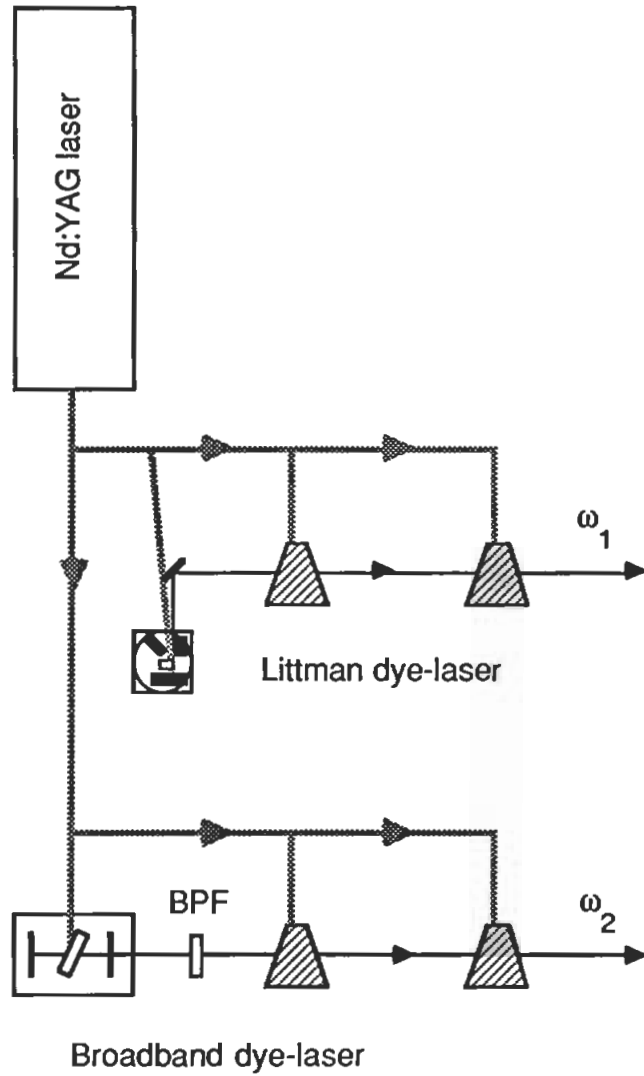 Nd:YAG laser
ω1
Littman dye-laser
BPF
ω2
Broadband dye-laser